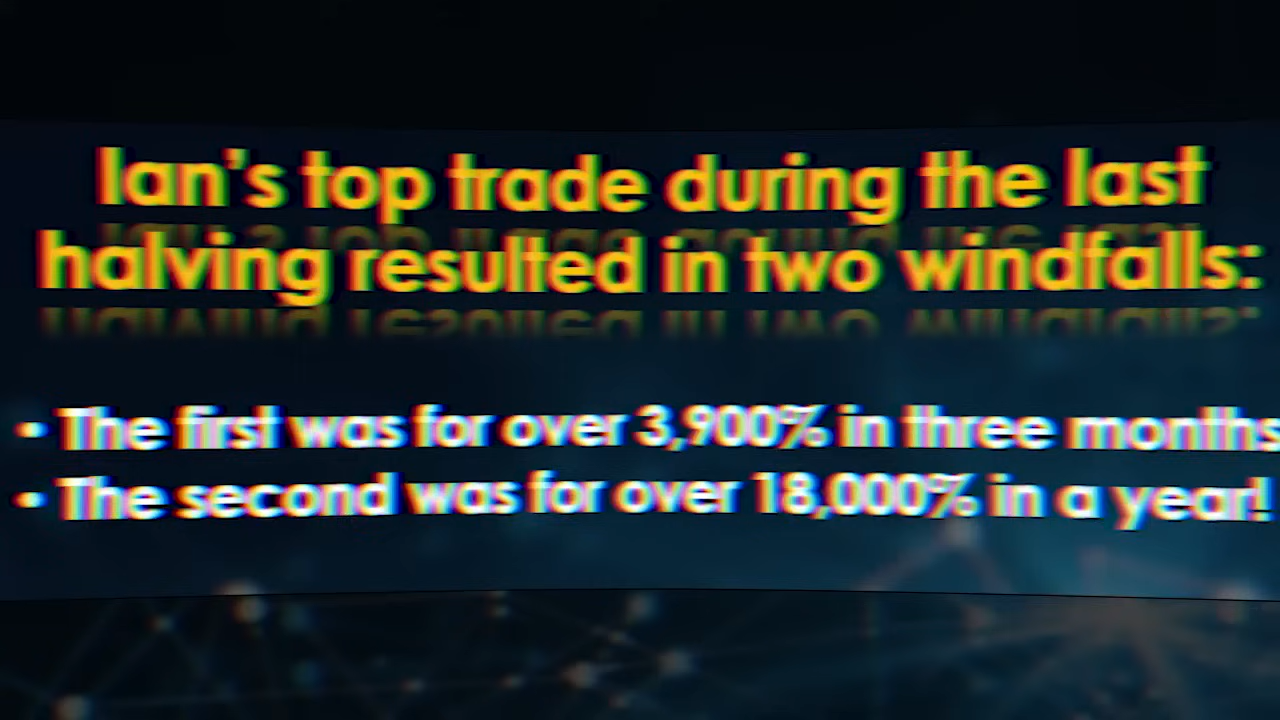 Ian's top trade during the last
halving resulted in two windfalls:
• The first was for over 3,900% in three months
• The second was for over 18,000% in a year!